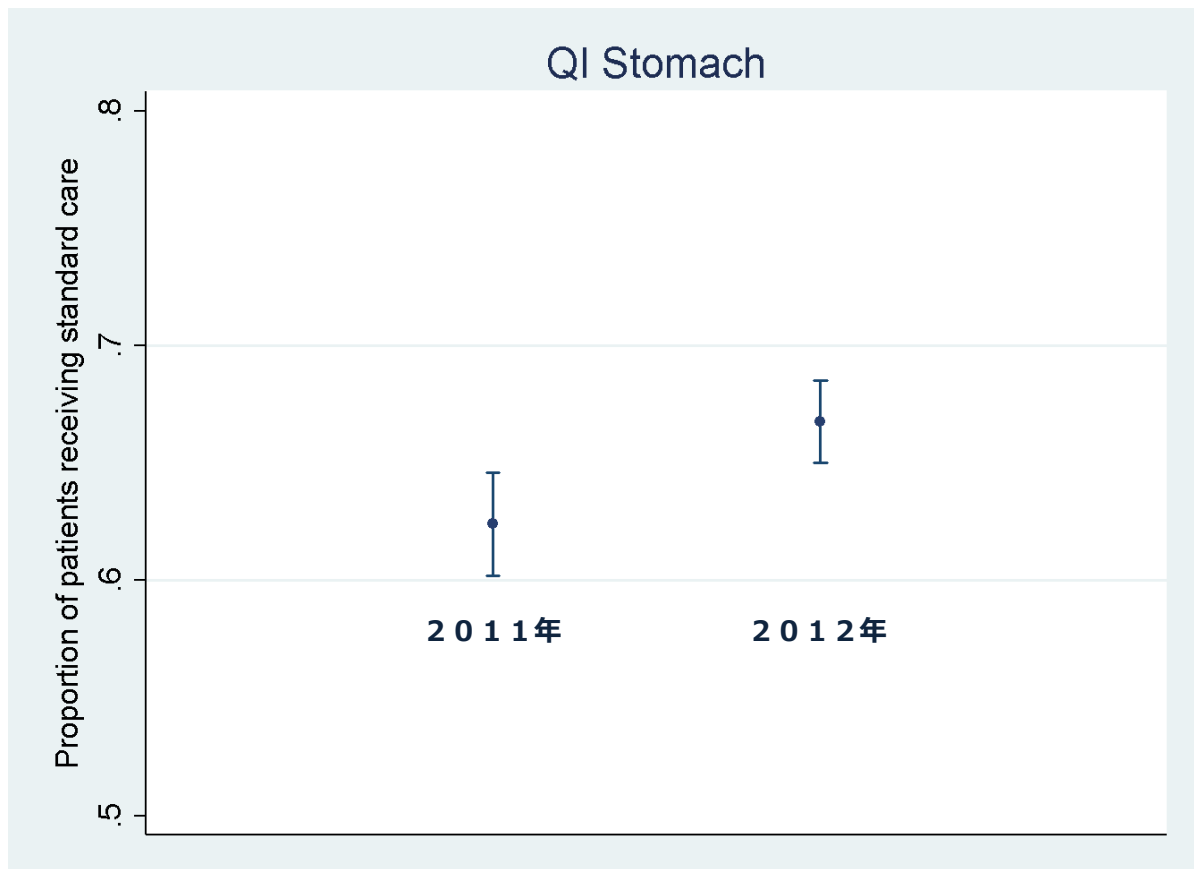 QI Stomach
Proportion of patients receiving standard care
.8
.7
.6
.5
２０１１年
２０１２年